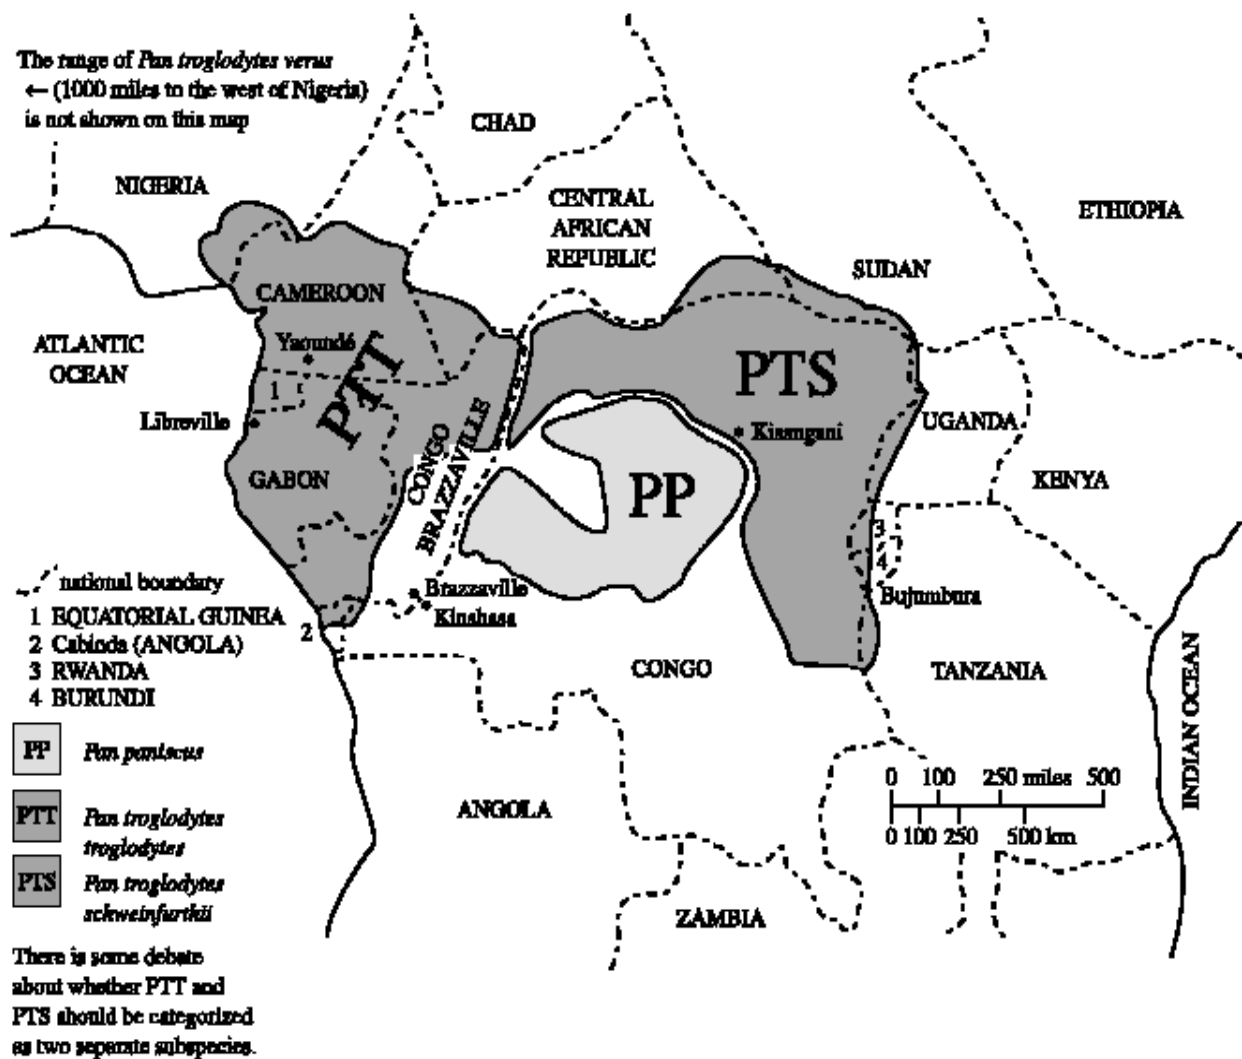 The range of Pan troglodytes verus
← (1000 miles to the west of Nigeria)
is not shown on this map
CHAD
NIGERIA
CENTRAL
AFRICAN
REPUBLIC
ETHIOPIA
SUDAN
CAMEROON
ATLANTIC
OCEAN
Yaoundé
PTT
PTS
1
Libreville
UGANDA
Kisangani
CONGO
BRAZZAVILLE
GABON
PP
KENYA
3
4
national boundary
Brazzaville
Bujumbura
1 EQUATORIAL GUINEA
Kinshasa
2
2 Cabinda (ANGOLA)
3 RWANDA
4 BURUNDI
CONGO
TANZANIA
INDIAN OCEAN
PP Pan paniscus
0 100 250 miles 500
0 100 250 500 km
ANGOLA
PTT Pan troglodytes
troglodytes
PTS Pan troglodytes
schweinfurthii
ZAMBIA
There is some debate
about whether PTT and
PTS should be categorized
as two separate subspecies.